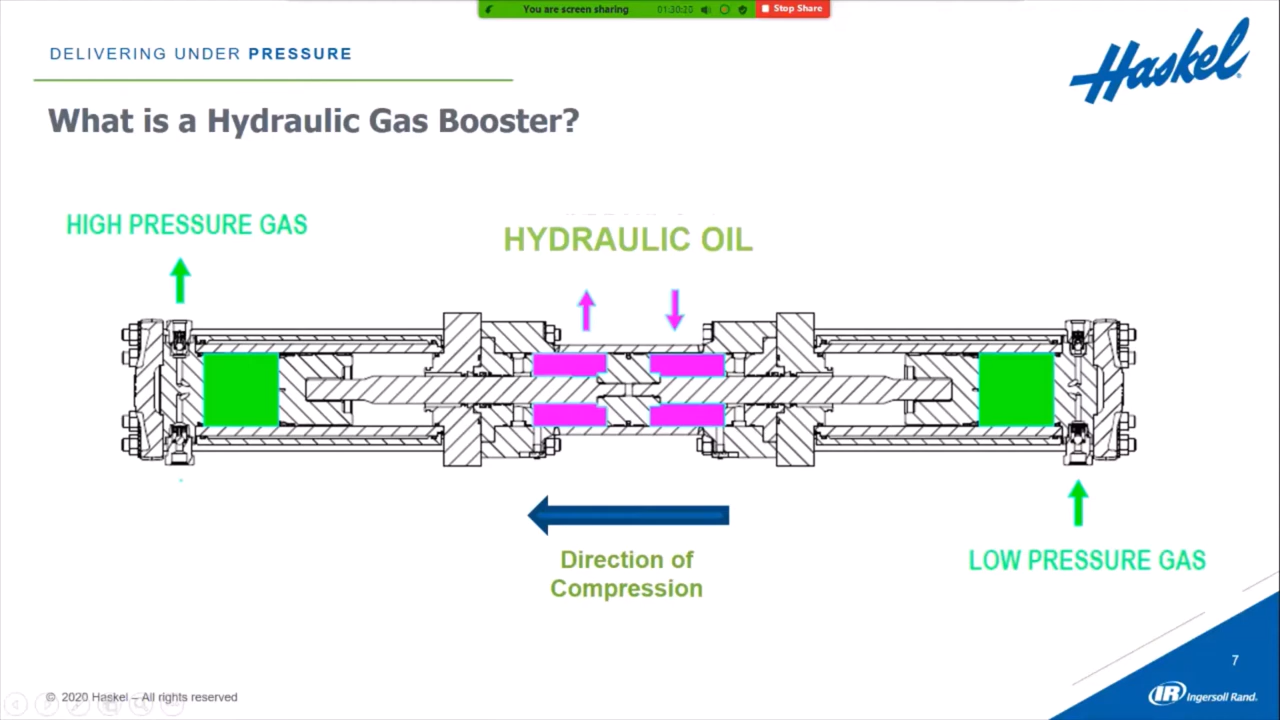 You are screen sharing
01:30:20
Stop Share
DELIVERING UNDER PRESSURE
Haskel
What is a Hydraulic Gas Booster?
HIGH PRESSURE GAS
HYDRAULIC OIL
Direction of
Compression
LOW PRESSURE GAS
7
© 2020 Haskel – All rights reserved
IR Ingersoll Rand.